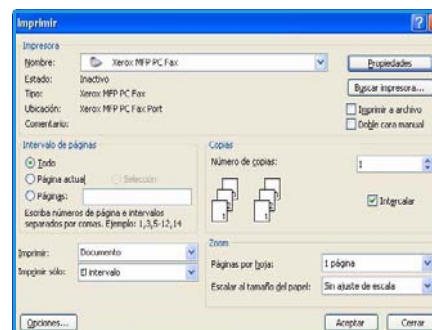 Imprimir
Impresora
Nombre: Xerox MFP PC Fax Propiedades
Estado: Inactivo Buscar impresora...
Tipo: Xerox MFP PC Fax
Ubicación: Xerox MFP PC Fax Port Imprimir a archivo
Comentario: Doble cara manual
Intervalo de páginas
Todo
Página actual Selección
Páginas:
Escriba números de página e intervalos
separados por comas. Ejemplo: 1,3,5-12,14
Copias
Número de copias: 1
Intercalar
Imprimir: Documento
Imprimir sólo: El intervalo
Zoom
Páginas por hoja: 1 página
Escalar al tamaño del papel: Sin ajuste de escala
Opciones... Aceptar Cerrar